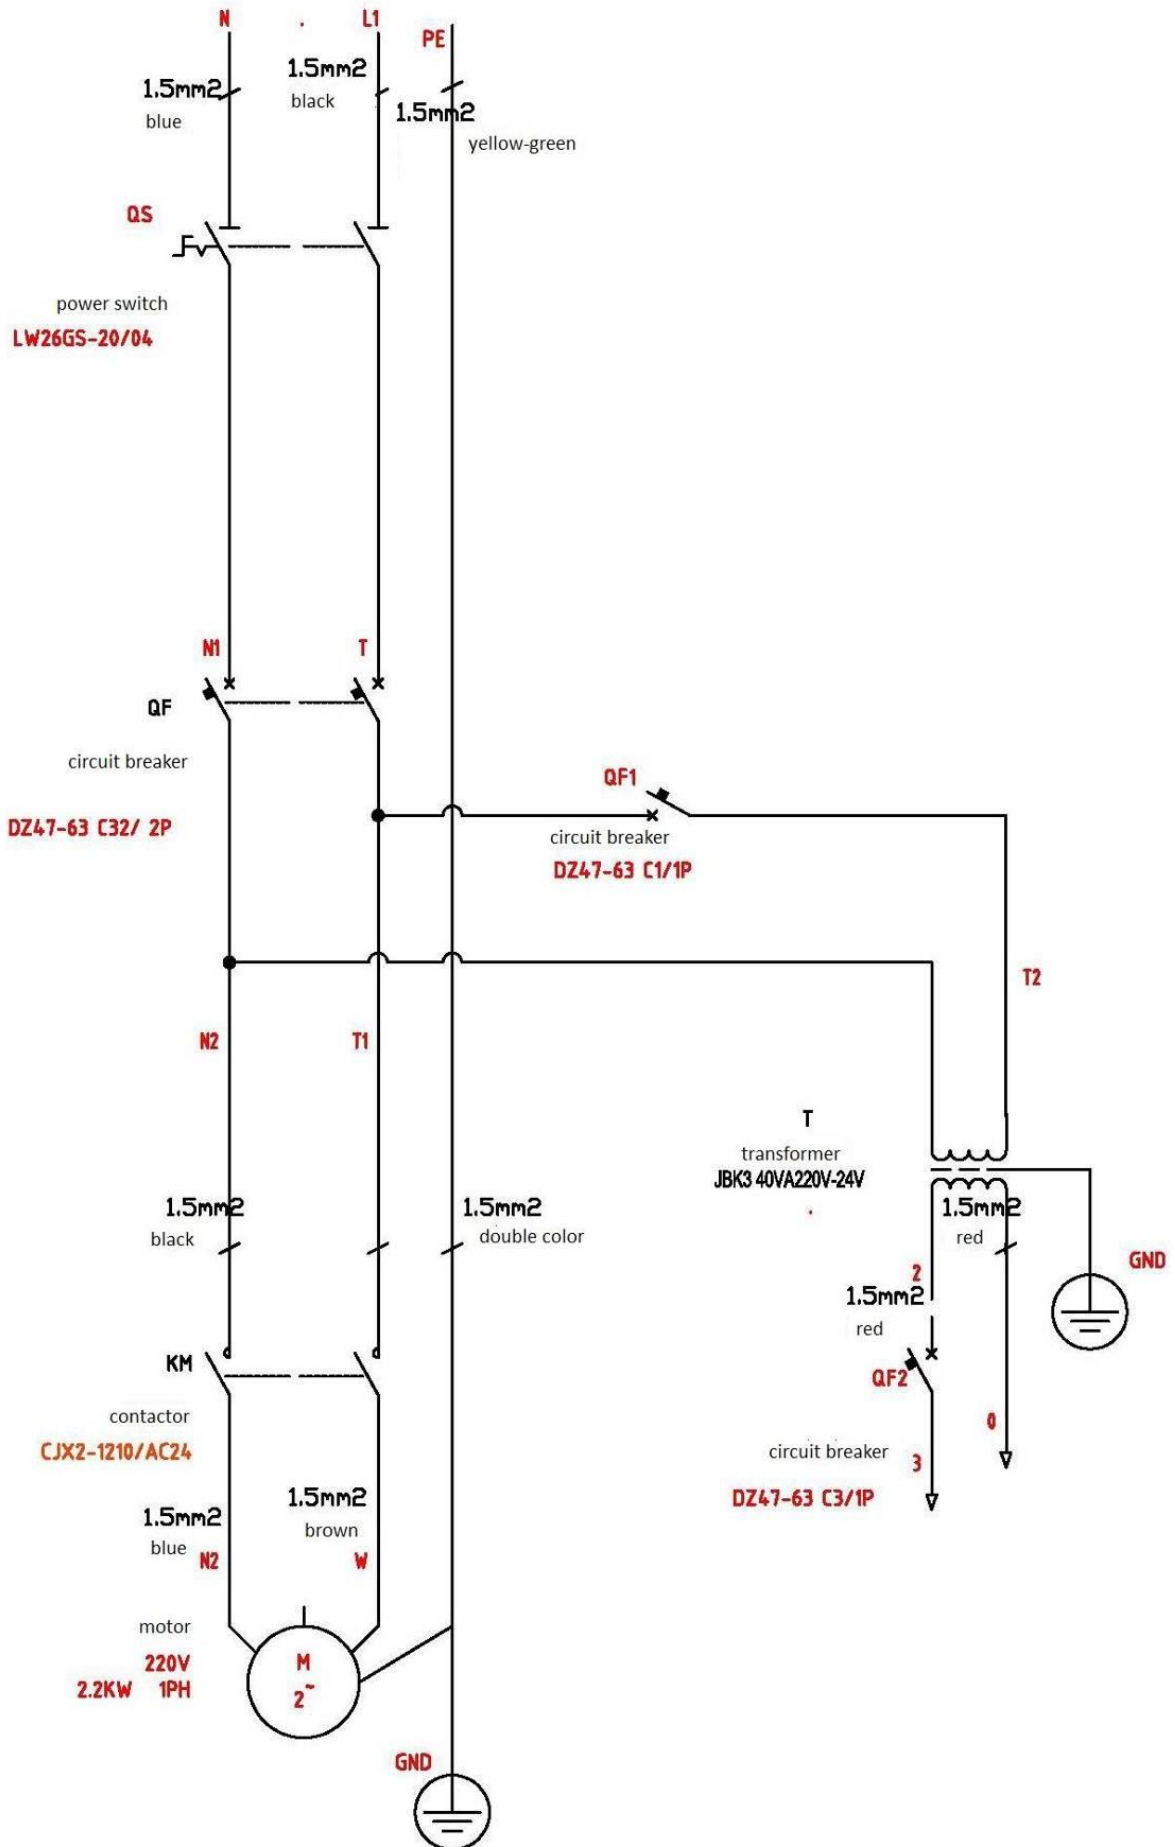 N
L1
PE
1.5mm2
blue
1.5mm2
black
1.5mm2
yellow-green
QS
power switch
LW26GS-20/04
N1
T
QF
circuit breaker
DZ47-63 C32/ 2P
QF1
circuit breaker
DZ47-63 C1/1P
N2
T1
T2
T
transformer
JBK3 40VA220V-24V
1.5mm2
black
1.5mm2
double color
1.5mm2
red
GND
2
1.5mm2
red
KM
contactor
CJX2-1210/AC24
QF2
0
circuit breaker
3
DZ47-63 C3/1P
1.5mm2
blue
N2
1.5mm2
brown
W
motor
220V
2.2KW 1PH
M
2~
GND